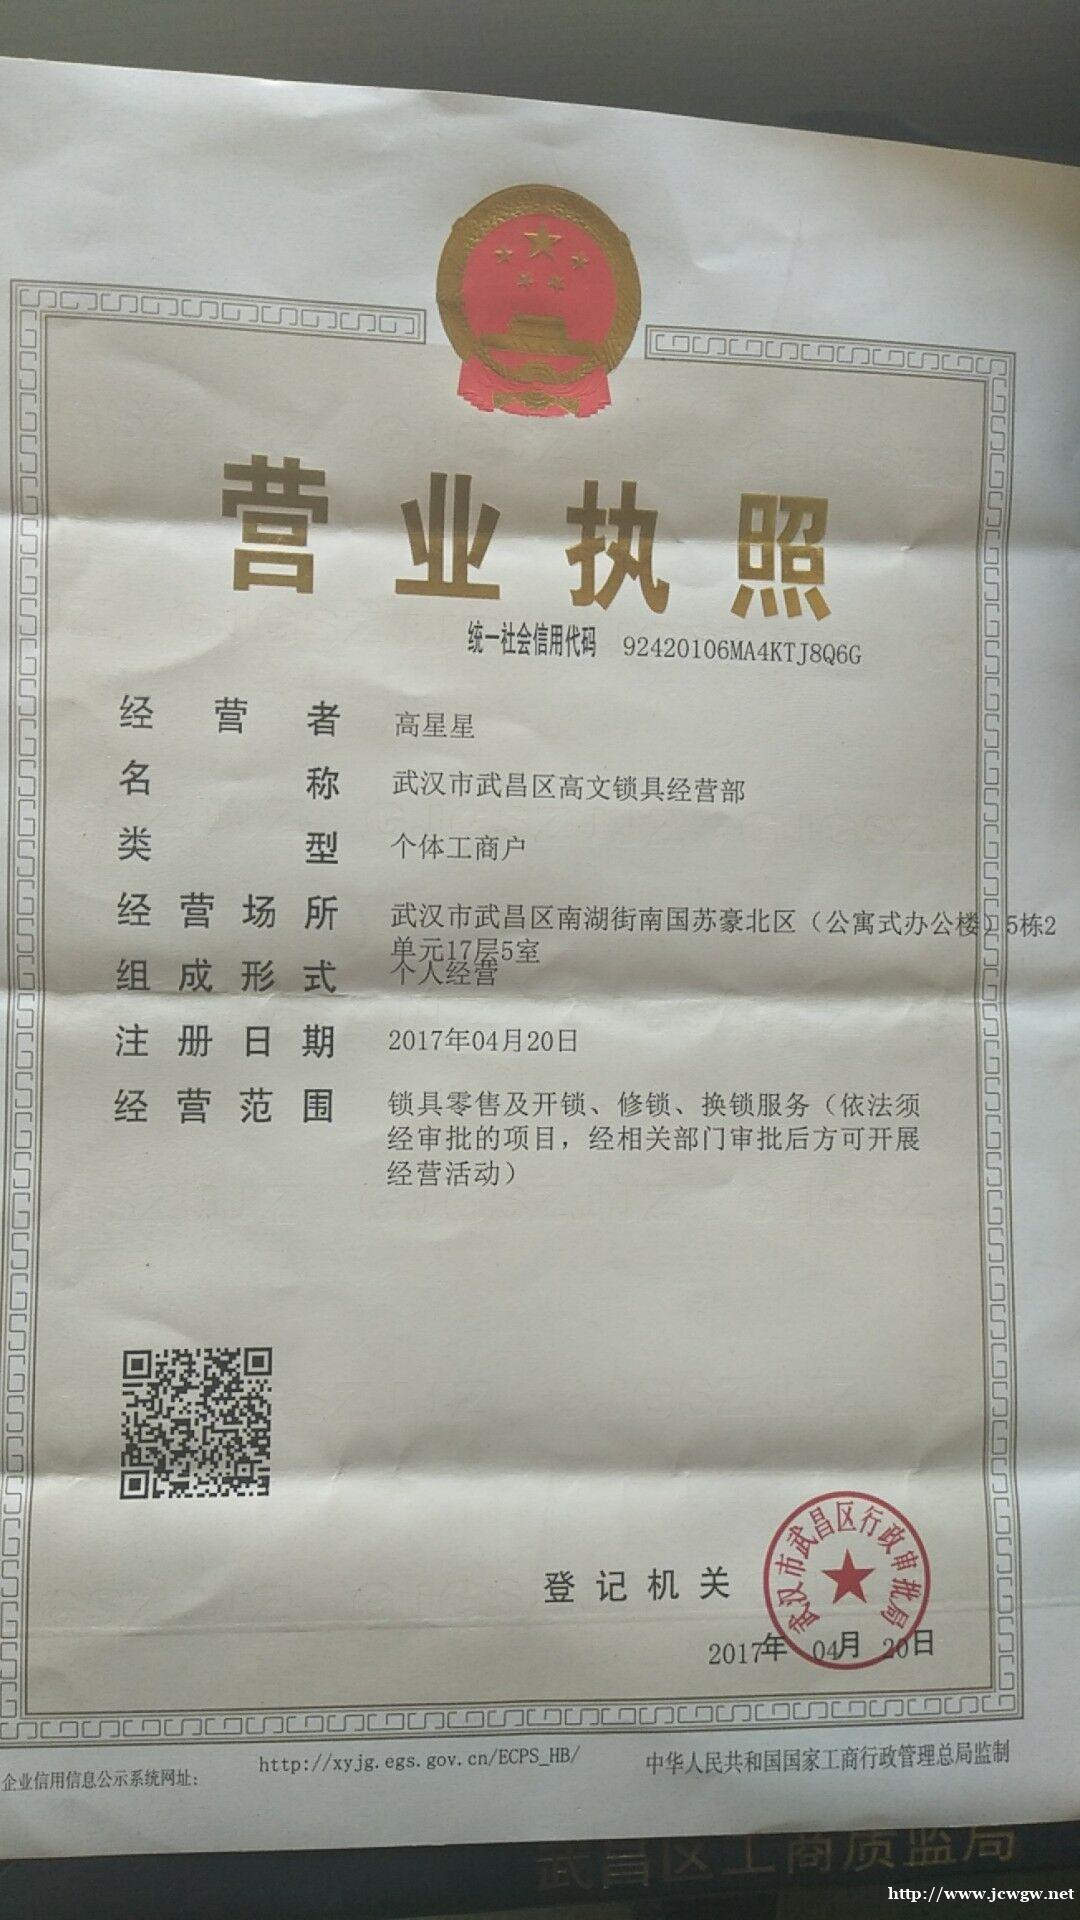 营业执照
统一社会信用代码 92420106MA4KTJ8Q6G
经营者 高星星
名称 武汉市武昌区高文锁具经营部
类型 个体工商户
经营场所 武汉市武昌区南湖街南国苏豪北区（公寓式办公楼）5栋2
单元17层5室
组成形式 个人经营
注册日期 2017年04月20日
经营范围 锁具零售及开锁、修锁、换锁服务（依法须
经审批的项目，经相关部门审批后方可开展
经营活动）
武汉市武昌区行政审批局
登记机关
2017年 04月 20日
企业信用信息公示系统网址： http://xyjg.egs.gov.cn/ECPS_HB/ 中华人民共和国国家工商行政管理总局监制
武昌区工商质监局
http://www.jcwgw.net